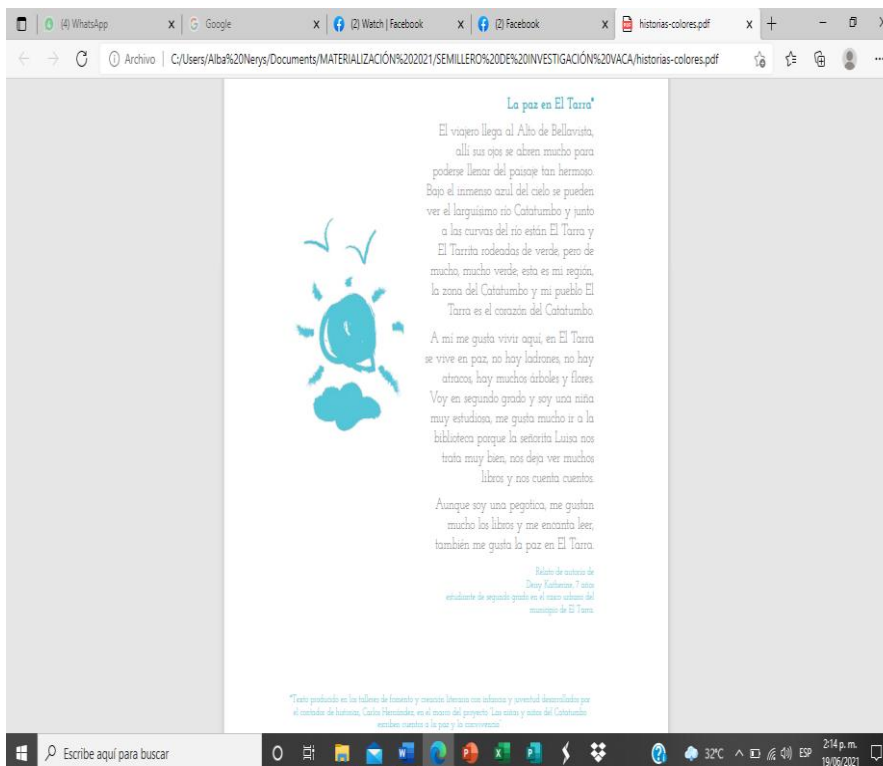 (4) WhatsApp
Google
(2) Watch | Facebook
(2) Facebook
historias-colores.pdf
Archivo
C:/Users/Alba%20Nerys/Documents/MATERIALIZACIÓN%202021/SEMILLERO%20DE%20INVESTIGACIÓN%20VACA/historias-colores.pdf
La paz en El Tarra*
El viajero llega al Alto de Bellavista,
allí sus ojos se abren mucho para
poderse llenar del paisaje tan hermoso.
Bajo el inmenso azul del cielo se pueden
ver el larguísimo río Catatumbo y junto
a las curvas del río están El Tarra y
El Tarrita rodeadas de verde, pero de
mucho, mucho verde, esta es mi región,
la zona del Catatumbo y mi pueblo El
Tarra es el corazón del Catatumbo.
A mí me gusta vivir aquí, en El Tarra
se vive en paz, no hay ladrones, no hay
atracos, hay muchos árboles y flores.
Voy en segundo grado y soy una niña
muy estudiosa, me gusta mucho ir a la
biblioteca porque la señorita Luisa nos
trata muy bien, nos deja ver muchos
libros y nos cuenta cuentos.
Aunque soy una pegotica, me gustan
mucho los libros y me encanta leer,
también me gusta la paz en El Tarra.
Relato de autoría de
Katherine, 7 años
estudiante de segundo grado en el casco urbano del
municipio de El Tarra.
*Texto producido en los talleres de fomento y creación literaria con infancia y juventud desarrollados por
el contador de historias, Carlos Hernández, en el marco del proyecto "Las niñas y niños del Catatumbo
escriben cuentos a la paz y la convivencia"
Escribe aquí para buscar
32°C
ESP
2:14 p. m.
19/06/2021